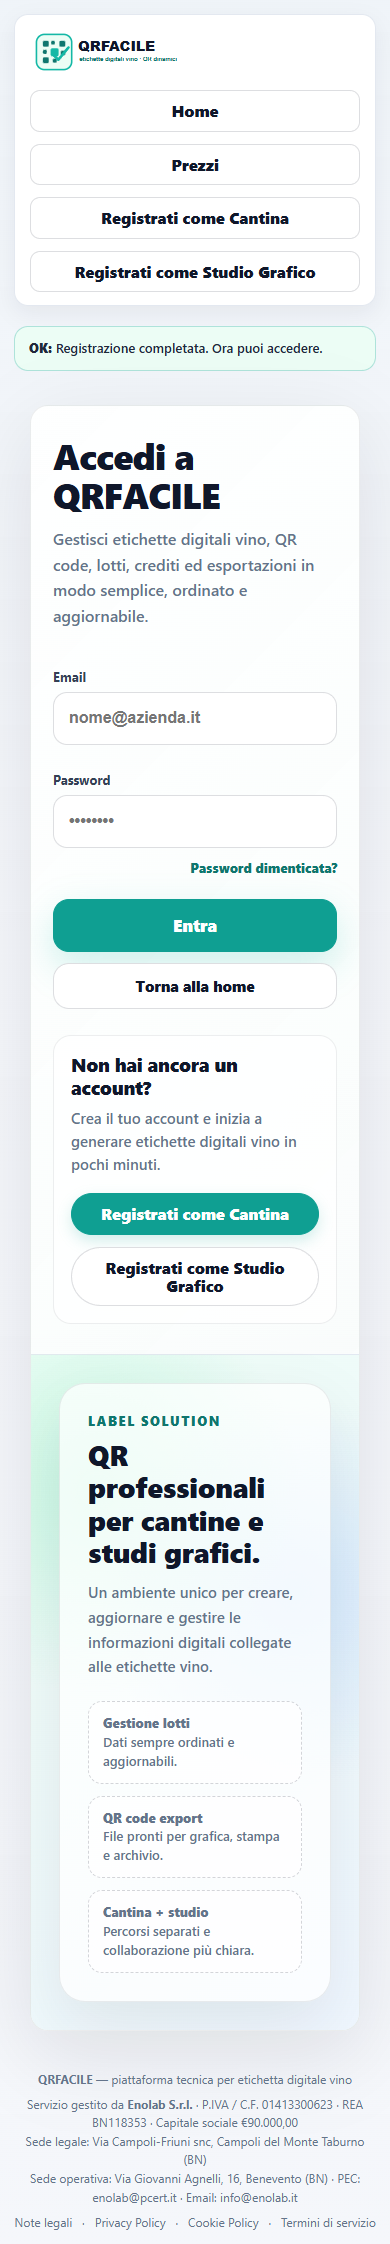 QRFACILE
etichette digitali vino · QR dinamici
Home
Prezzi
Registrati come Cantina
Registrati come Studio Grafico
OK: Registrazione completata. Ora puoi accedere.
Accedi a
QRFACILE
Gestisci etichette digitali vino, QR
code, lotti, crediti ed esportazioni in
modo semplice, ordinato e
aggiornabile.
Email
nome@azienda.it
Password
••••••••
Password dimenticata?
Entra
Torna alla home
Non hai ancora un
account?
Crea il tuo account e inizia a
generare etichette digitali vino in
pochi minuti.
Registrati come Cantina
Registrati come Studio
Grafico
LABEL SOLUTION
QR
professionali
per cantine e
studi grafici.
Un ambiente unico per creare,
aggiornare e gestire le
informazioni digitali collegate
alle etichette vino.
Gestione lotti
Dati sempre ordinati e
aggiornabili.
QR code export
File pronti per grafica, stampa
e archivio.
Cantina + studio
Percorsi separati e
collaborazione più chiara.
QRFACILE — piattaforma tecnica per etichetta digitale vino
Servizio gestito da Enolab S.r.l. · P.IVA / C.F. 01413300623 · REA
BN118353 · Capitale sociale €90.000,00
Sede legale: Via Campoli-Friuni snc, Campoli del Monte Taburno
(BN)
Sede operativa: Via Giovanni Agnelli, 16, Benevento (BN) · PEC:
enolab@pcert.it · Email: info@enolab.it
Note legali · Privacy Policy · Cookie Policy · Termini di servizio